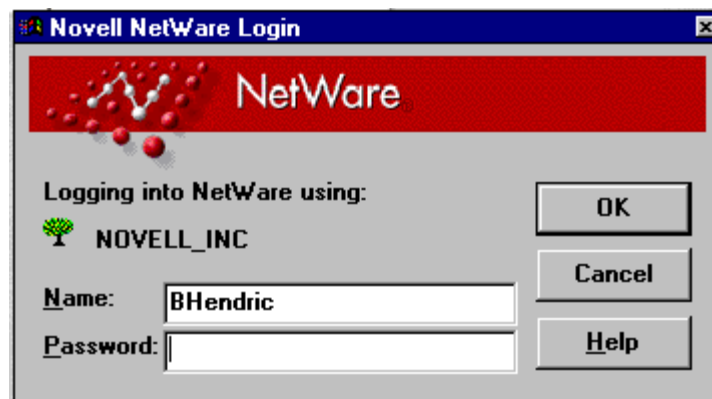 Novell NetWare Login
NetWare
Logging into NetWare using:
NOVELL_INC
OK
Cancel
Name: BHendric
Password:
Help